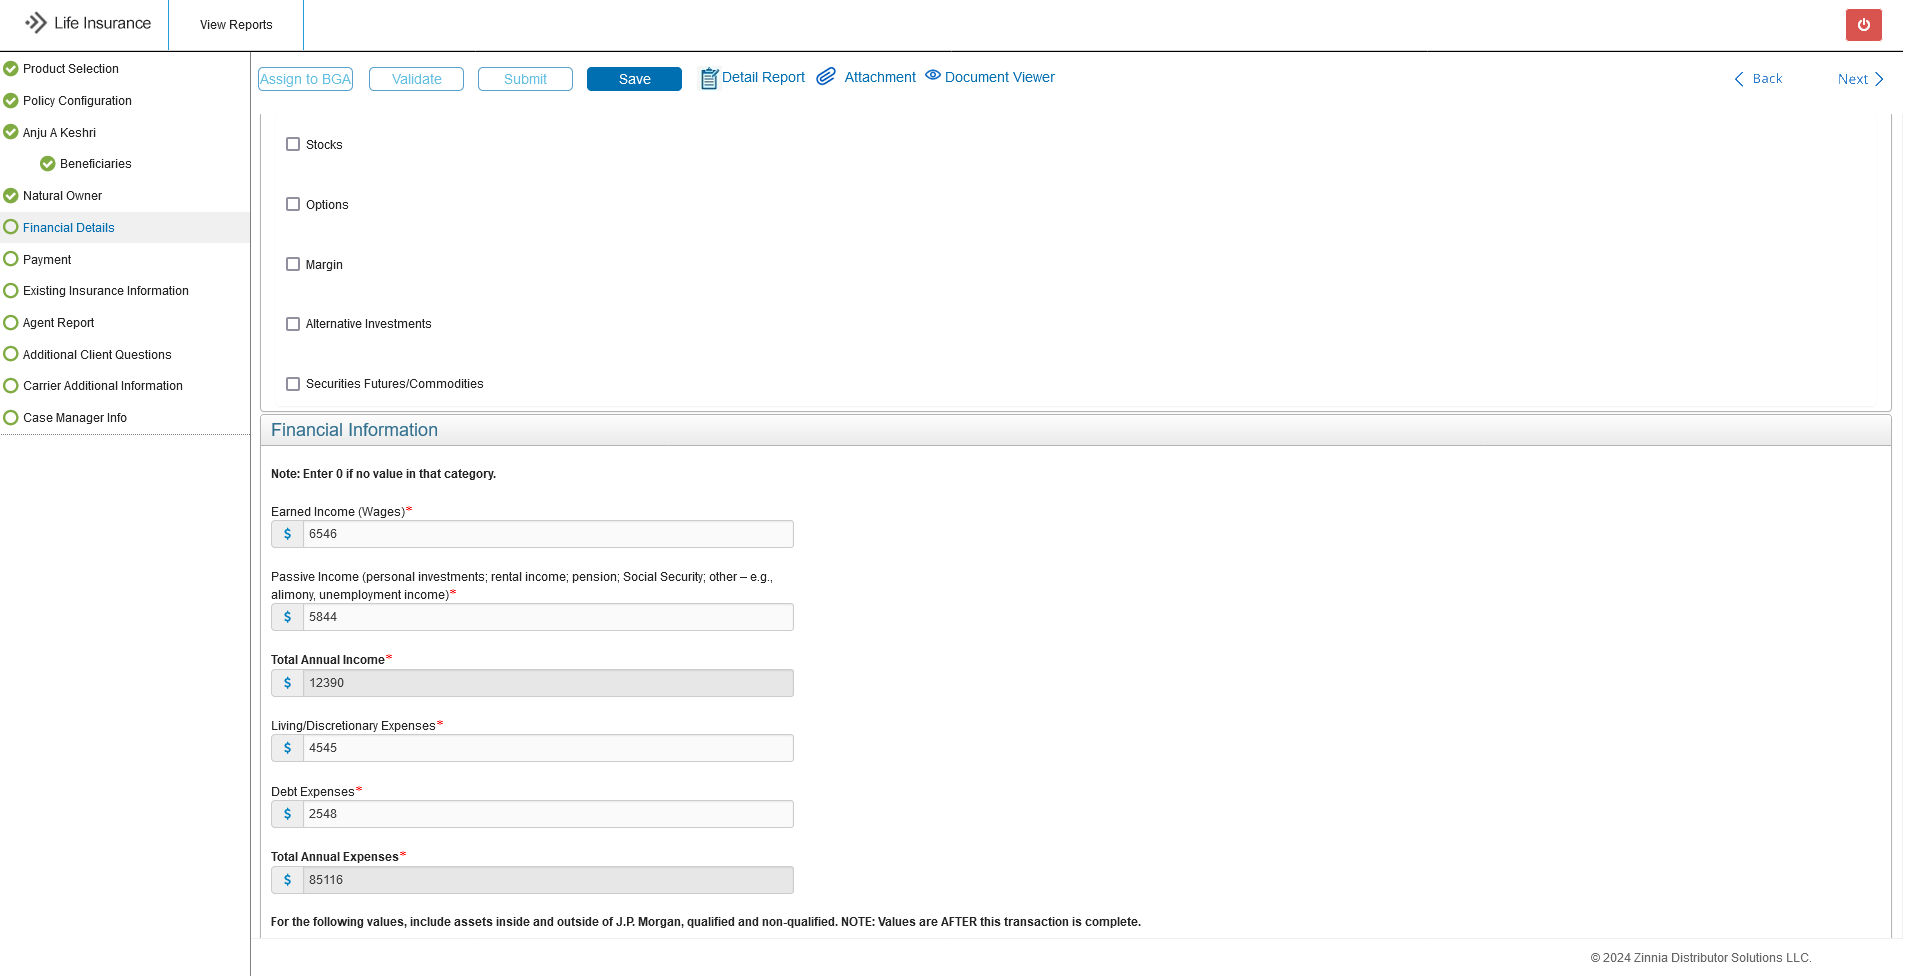 Life Insurance
View Reports
Product Selection
Policy Configuration
Anju A Keshri
Beneficiaries
Natural Owner
Financial Details
Payment
Existing Insurance Information
Agent Report
Additional Client Questions
Carrier Additional Information
Case Manager Info
Assign to BGA
Validate
Submit
Save
Detail Report
Attachment
Document Viewer
Back
Next
Stocks
Options
Margin
Alternative Investments
Securities Futures/Commodities
Financial Information
Note: Enter 0 if no value in that category.
Earned Income (Wages)*
$ 6546
Passive Income (personal investments; rental income; pension; Social Security; other – e.g.,
alimony, unemployment income)*
$ 5844
Total Annual Income*
$ 12390
Living/Discretionary Expenses*
$ 4545
Debt Expenses*
$ 2548
Total Annual Expenses*
$ 85116
For the following values, include assets inside and outside of J.P. Morgan, qualified and non-qualified. NOTE: Values are AFTER this transaction is complete.
© 2024 Zinnia Distributor Solutions LLC.